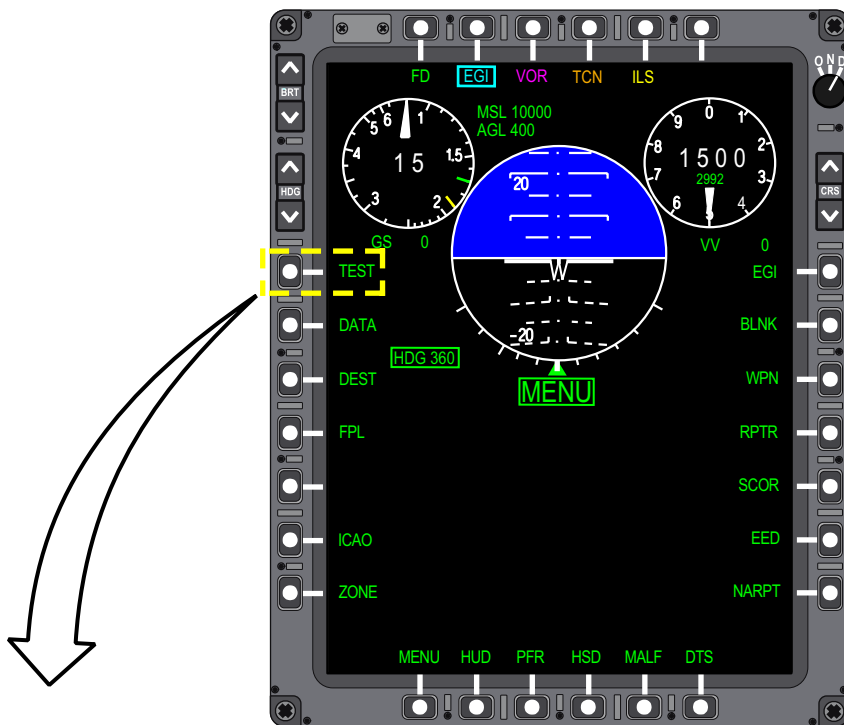 O N D
FD EGI VOR TCN ILS
BRT
MSL 10000
AGL 400
6 1 5 4 1.5 3 2
15
0 1 2 3 4 5 6 7 8 9
1500
2992
20
HDG
CRS
GS 0
VV 0
TEST
EGI
DATA
BLNK
-20
HDG 360
DEST
WPN
MENU
FPL
RPTR
SCOR
ICAO
EED
ZONE
NARPT
MENU HUD PFR HSD MALF DTS